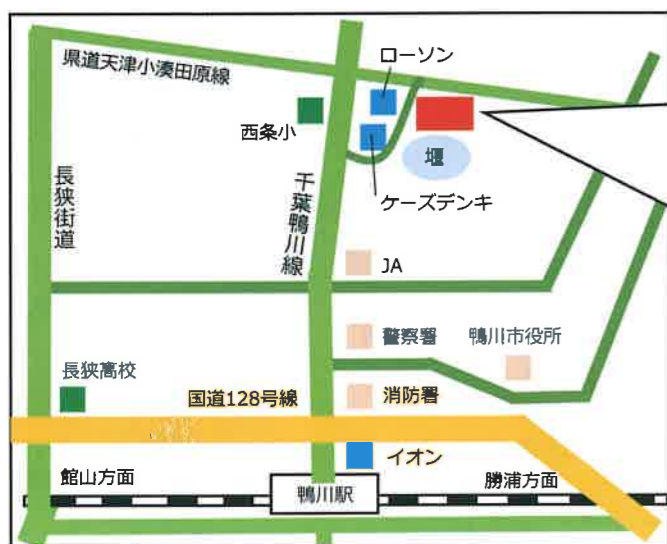 ローソン
県道天津小湊田原線
西条小
堰
長狭街道
千葉鴨川線
ケーズデンキ
JA
警察署
鴨川市役所
長狭高校
国道128号線
消防署
イオン
館山方面
勝浦方面
鴨川駅